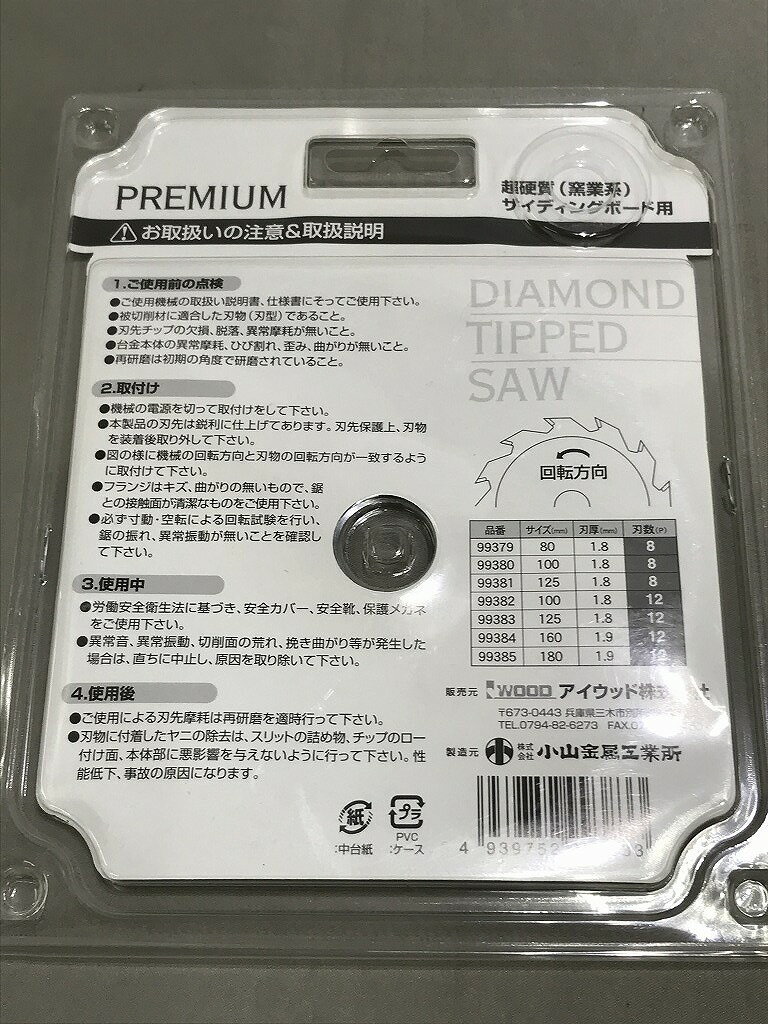 PREMIUM
超硬質(窯業系)
サイディングボード用
お取扱いの注意&取扱説明
1.ご使用前の点検
●ご使用機械の取扱い説明書、仕様書にそってご使用下さい。
●被切削材に適合した刃物(刃型)であること。
●刃先チップの欠損、脱落、異常摩耗が無いこと。
●台金本体の異常摩耗、ひび割れ、歪み、曲がりが無いこと。
●再研磨は初期の角度で研磨されていること。
2.取付け
●機械の電源を切って取付けをして下さい。
●本製品の刃先は鋭利に仕上げてあります。刃先保護上、刃物
を装着後取り外して下さい。
●図の様に機械の回転方向と刃物の回転方向が一致するよう
に取付けて下さい。
●フランジはキズ、曲がりの無いもので、鋸
との接触面が清潔なものをご使用下さい。
●必ず寸動・空転による回転試験を行い、
鋸の振れ、異常振動が無いことを確認し
て下さい。
3.使用中
●労働安全衛生法に基づき、安全カバー、安全靴、保護メガネ
をご使用下さい。
●異常音、異常振動、切削面の荒れ、挽き曲がり等が発生した
場合は、直ちに中止し、原因を取り除いて下さい。
4.使用後
●ご使用による刃先摩耗は再研磨を適時行って下さい。
●刃物に付着したヤニの除去は、スリットの詰め物、チップのロー
付け面、本体部に悪影響を与えないように行って下さい。性
能低下、事故の原因になります。
DIAMOND
TIPPED
SAW
回転方向
品番 サイズ(mm) 刃厚(mm) 刃数(P)
99379 80 1.8 8
99380 100 1.8 8
99381 125 1.8 8
99382 100 1.8 12
99383 125 1.8 12
99384 160 1.9 12
99385 180 1.9
販売元 WOOD アイウッド株式会社
〒673-0443 兵庫県三木市別所
TEL.0794-82-6273 FAX.07
製造元 株式会社 小山金属工業所
紙 プラ
PVC
:中台紙 :ケース
4 939752